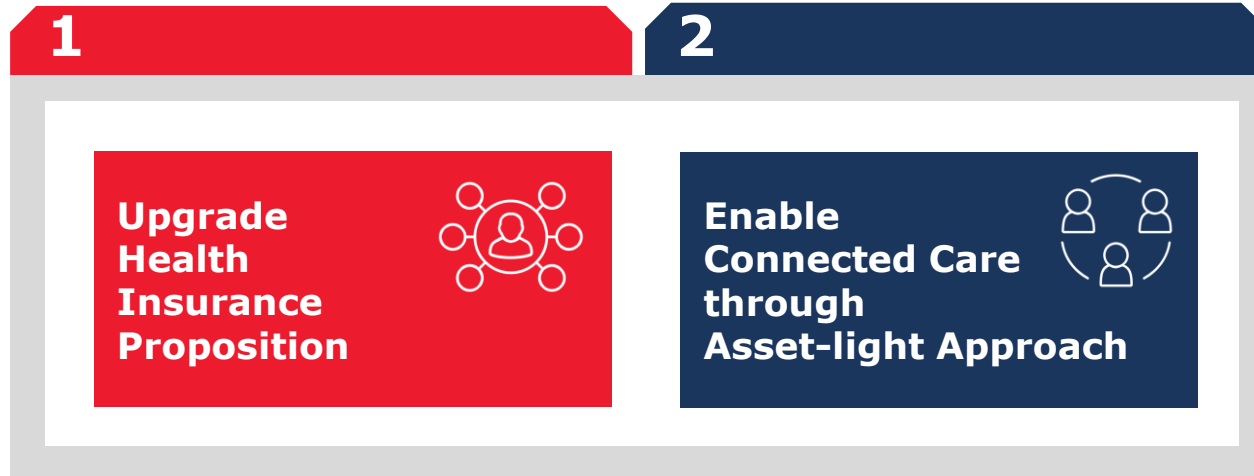 1
2
Upgrade
Health
Insurance
Proposition
Enable
Connected Care
through
Asset-light Approach